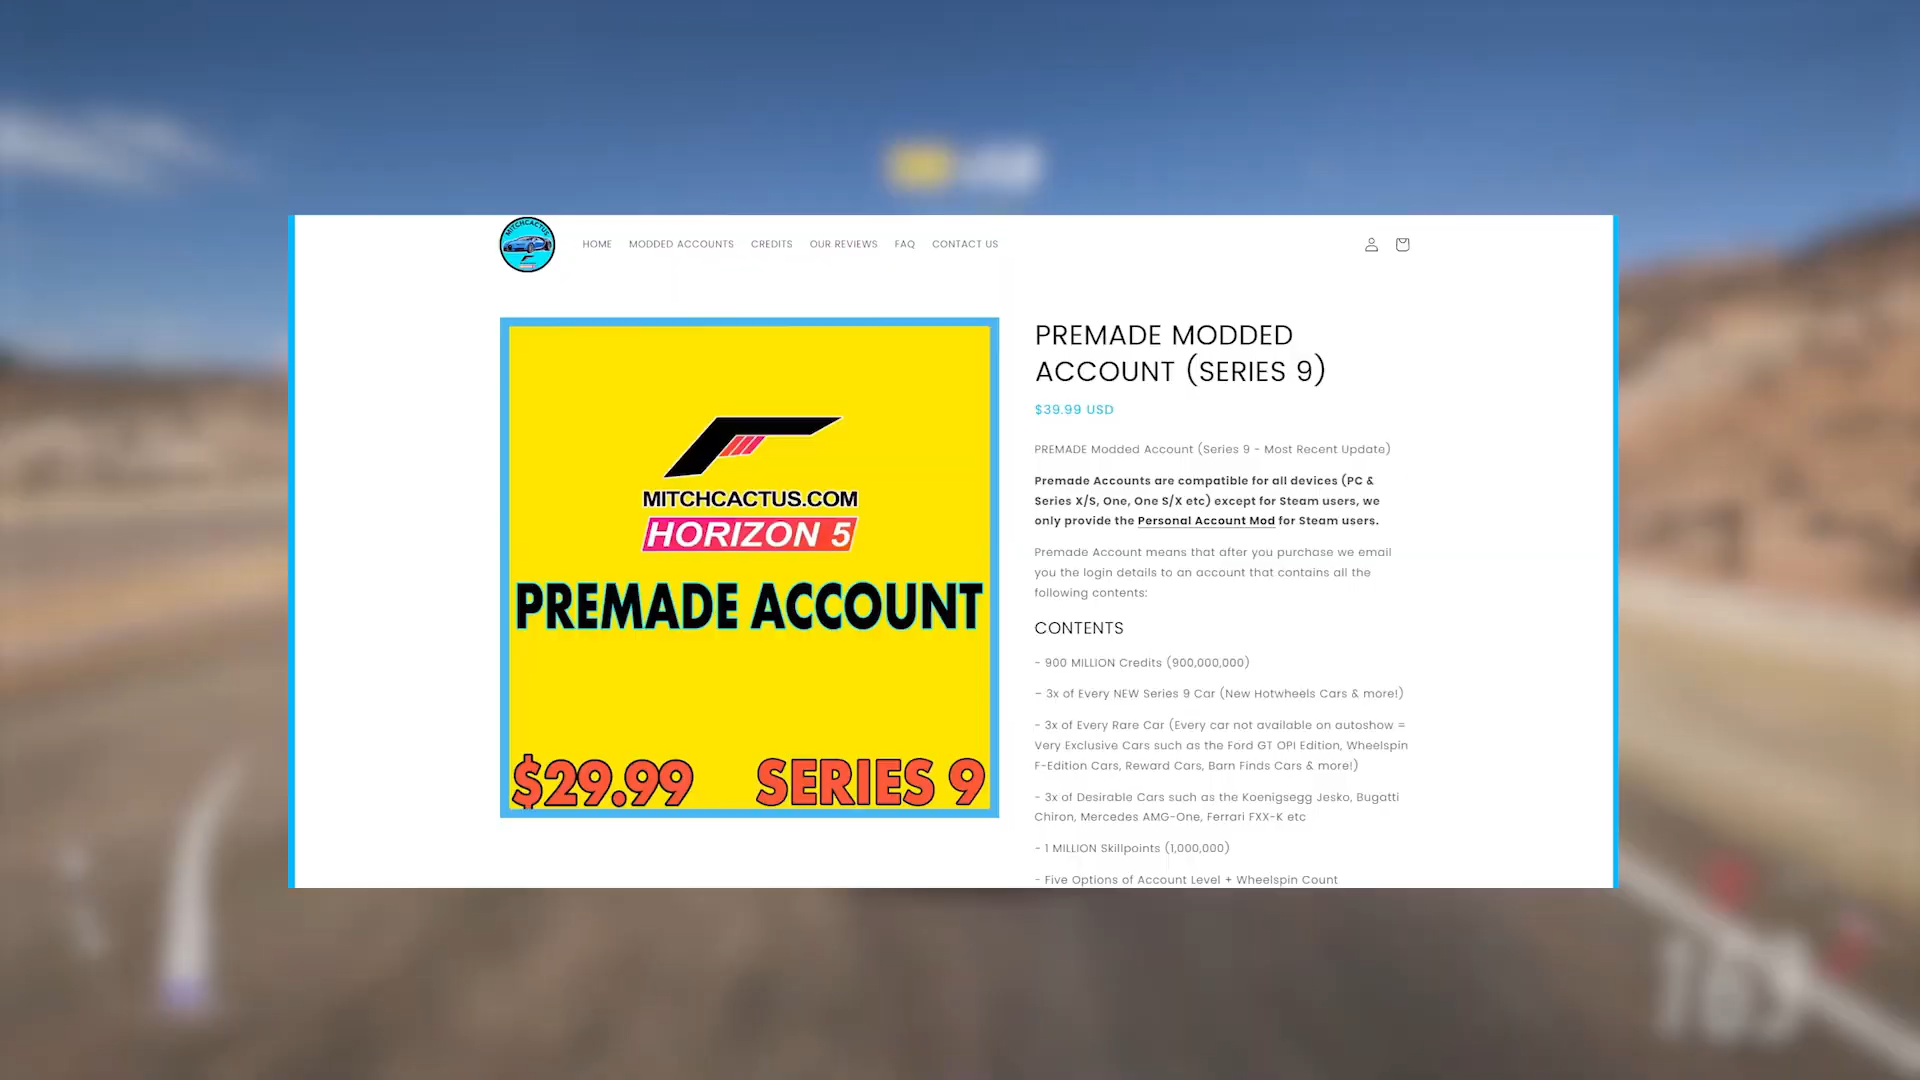 MITCHCACTUS
HOME MODDED ACCOUNTS CREDITS OUR REVIEWS FAQ CONTACT US
MITCHCACTUS.COM
HORIZON 5
PREMADE ACCOUNT
$29.99 SERIES 9
PREMADE MODDED
ACCOUNT (SERIES 9)
$39.99 USD
PREMADE Modded Account (Series 9 - Most Recent Update)
Premade Accounts are compatible for all devices (PC &
Series X/S, One, One S/X etc) except for Steam users, we
only provide the Personal Account Mod for Steam users.
Premade Account means that after you purchase we email
you the login details to an account that contains all the
following contents:
CONTENTS
- 900 MILLION Credits (900,000,000)
– 3x of Every NEW Series 9 Car (New Hotwheels Cars & more!)
- 3x of Every Rare Car (Every car not available on autoshow =
Very Exclusive Cars such as the Ford GT OPI Edition, Wheelspin
F-Edition Cars, Reward Cars, Barn Finds Cars & more!)
- 3x of Desirable Cars such as the Koenigsegg Jesko, Bugatti
Chiron, Mercedes AMG-One, Ferrari FXX-K etc
- 1 MILLION Skillpoints (1,000,000)
- Five Options of Account Level + Wheelspin Count